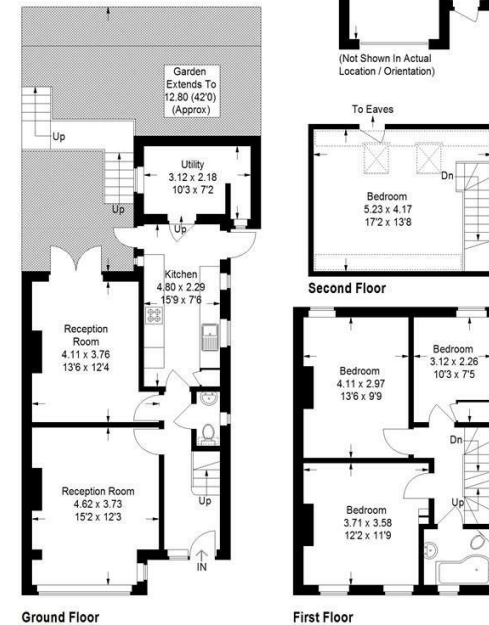 Garden
Extends To
12.80 (42'0)
(Approx)
Up
Up
Utility
3.12 x 2.18
10'3 x 7'2
Up
Kitchen
4.80 x 2.29
15'9 x 7'6
Reception
Room
4.11 x 3.76
13'6 x 12'4
Reception Room
4.62 x 3.73
15'2 x 12'3
Up
IN
Ground Floor
(Not Shown In Actual
Location / Orientation)
To Eaves
Dn
Bedroom
5.23 x 4.17
17'2 x 13'8
Second Floor
Bedroom
4.11 x 2.97
13'6 x 9'9
Bedroom
3.12 x 2.26
10'3 x 7'5
Dn
Up
Bedroom
3.71 x 3.58
12'2 x 11'9
First Floor